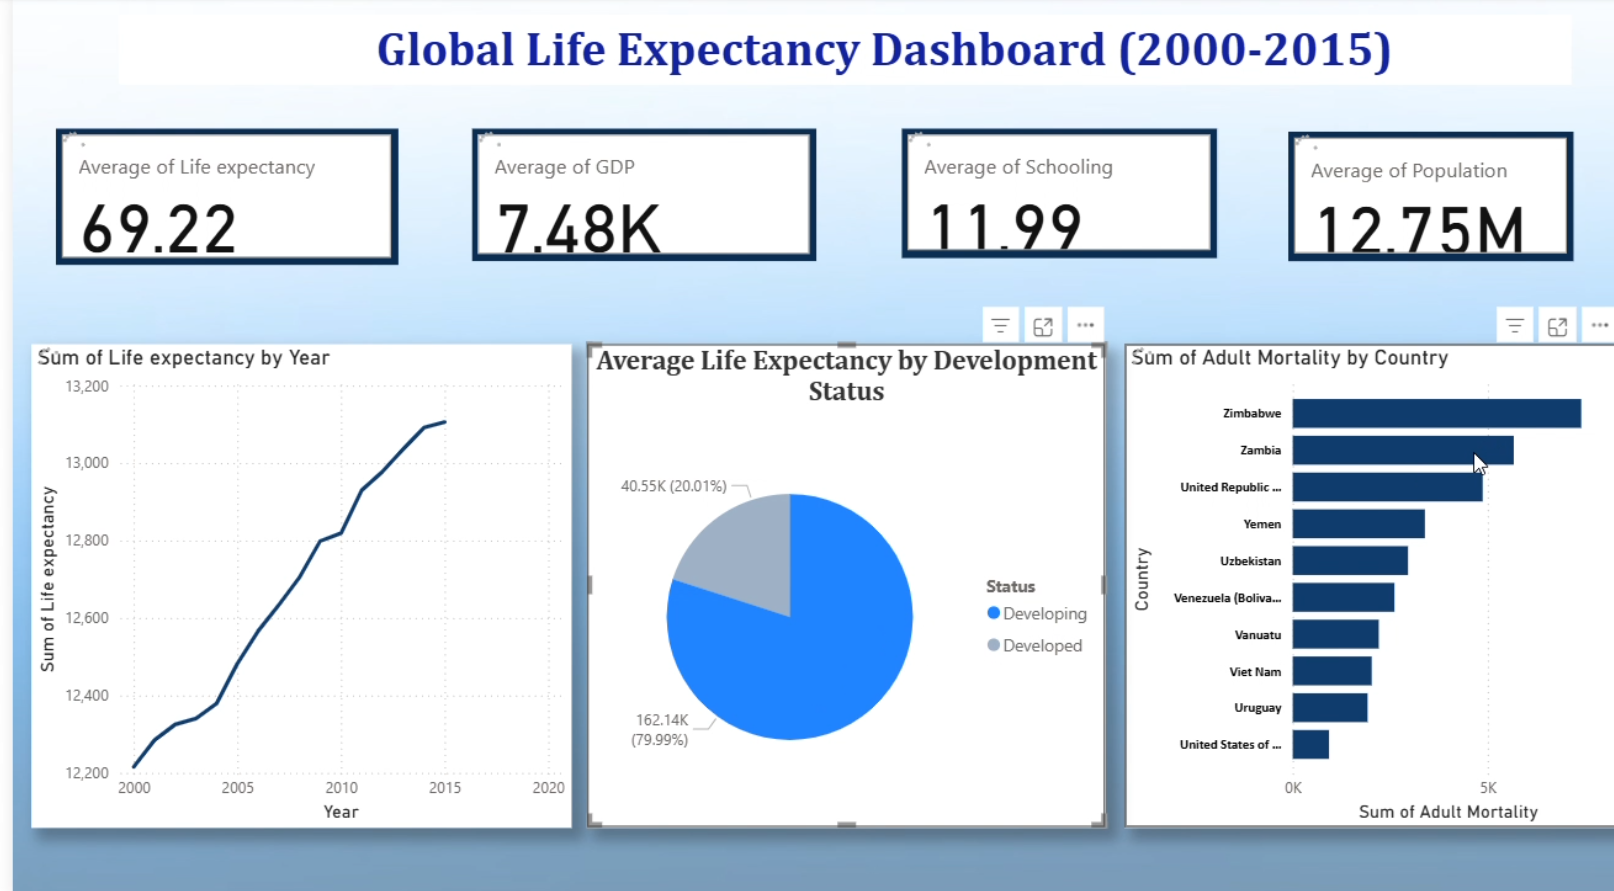 Global Life Expectancy Dashboard (2000-2015)
Average of Life expectancy
69.22
Average of GDP
7.48K
Average of Schooling
11.99
Average of Population
12.75M
Sum of Life expectancy by Year
Sum of Life expectancy
13,200
13,000
12,800
12,600
12,400
12,200
2000
2005
2010
2015
2020
Year
Average Life Expectancy by Development
Status
40.55K (20.01%)
162.14K
(79.99%)
Status
Developing
Developed
Sum of Adult Mortality by Country
Country
Zimbabwe
Zambia
United Republic ...
Yemen
Uzbekistan
Venezuela (Boliva...
Vanuatu
Viet Nam
Uruguay
United States of ...
0K
5K
Sum of Adult Mortality